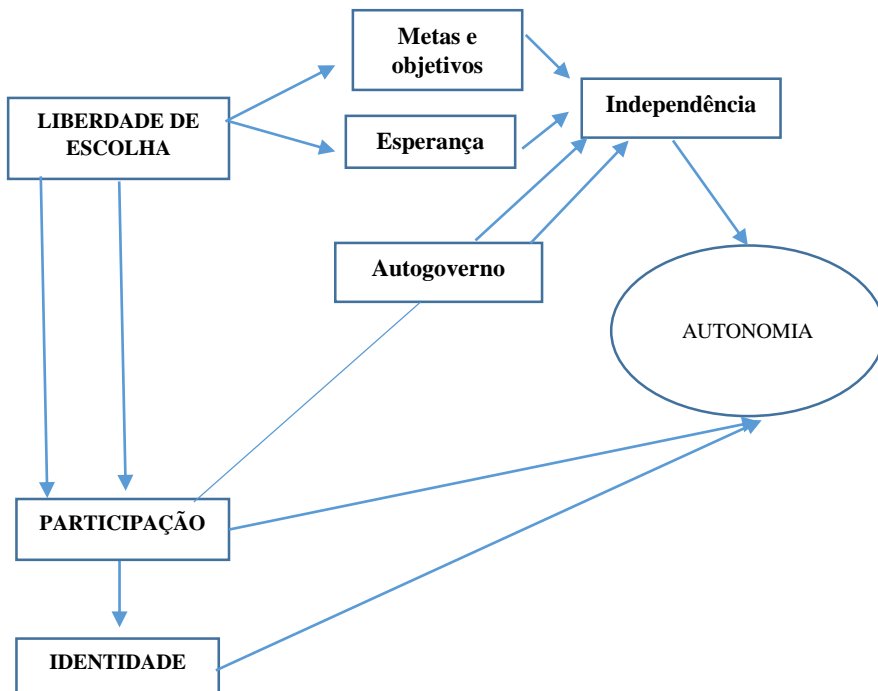 Metas e
objetivos
Independência
LIBERDADE DE
ESCOLHA
Esperança
Autogoverno
AUTONOMIA
PARTICIPAÇÃO
IDENTIDADE